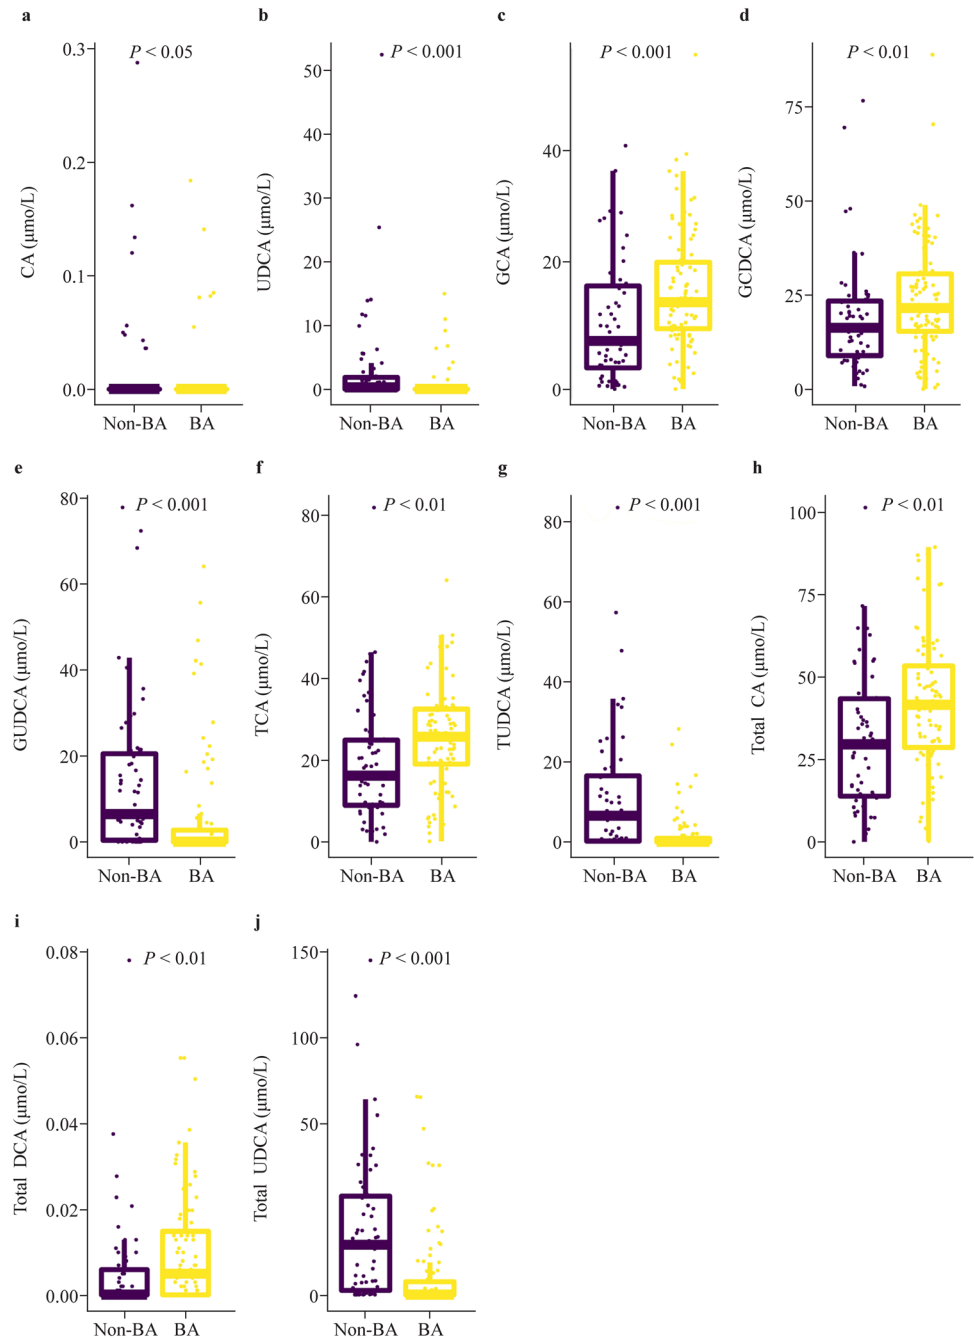 a
b
c
d
P < 0.05
P < 0.001
P < 0.001
P < 0.01
CA (μmo/L)
0.3
0.2
0.1
0.0
Non-BA BA
UDCA (μmo/L)
50
40
30
20
10
0
Non-BA BA
GCA (μmo/L)
40
20
0
Non-BA BA
GCDCA (μmo/L)
75
50
25
0
Non-BA BA
e
f
g
h
P < 0.001
P < 0.01
P < 0.001
P < 0.01
GUDCA (μmo/L)
80
60
40
20
0
Non-BA BA
TCA (μmo/L)
80
60
40
20
0
Non-BA BA
TUDCA (μmo/L)
80
60
40
20
0
Non-BA BA
Total CA (μmo/L)
100
75
50
25
0
Non-BA BA
i
j
P < 0.01
P < 0.001
Total DCA (μmo/L)
0.08
0.06
0.04
0.02
0.00
Non-BA BA
Total UDCA (μmo/L)
150
100
50
0
Non-BA BA